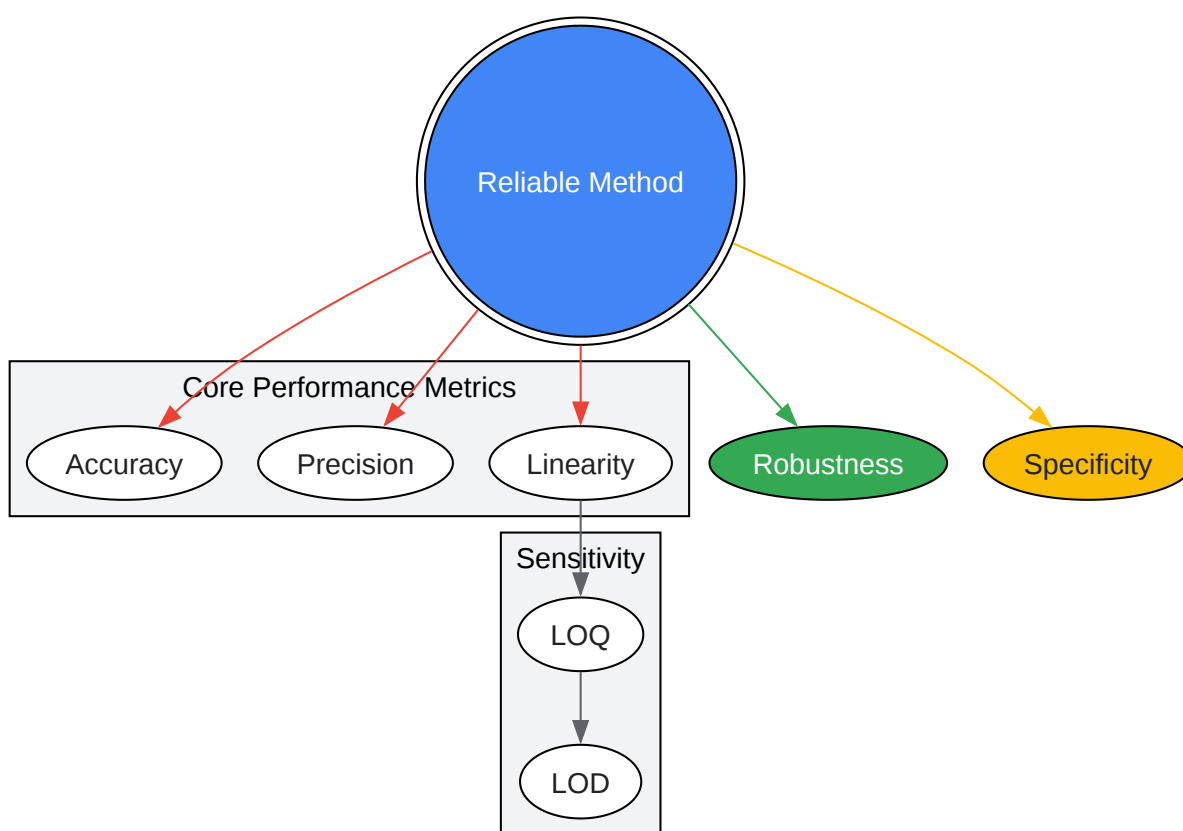 Reliable Method
Core Performance Metrics
Accuracy
Precision
Linearity
Robustness
Specificity
Sensitivity
LOQ
LOD